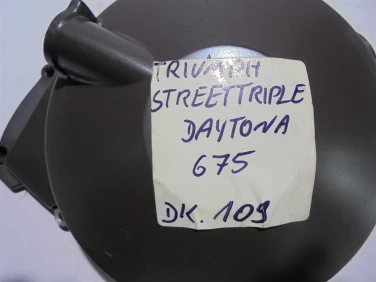 TRIUMPH
STREETTRIPLE
DAYTONA
675
DK. 109